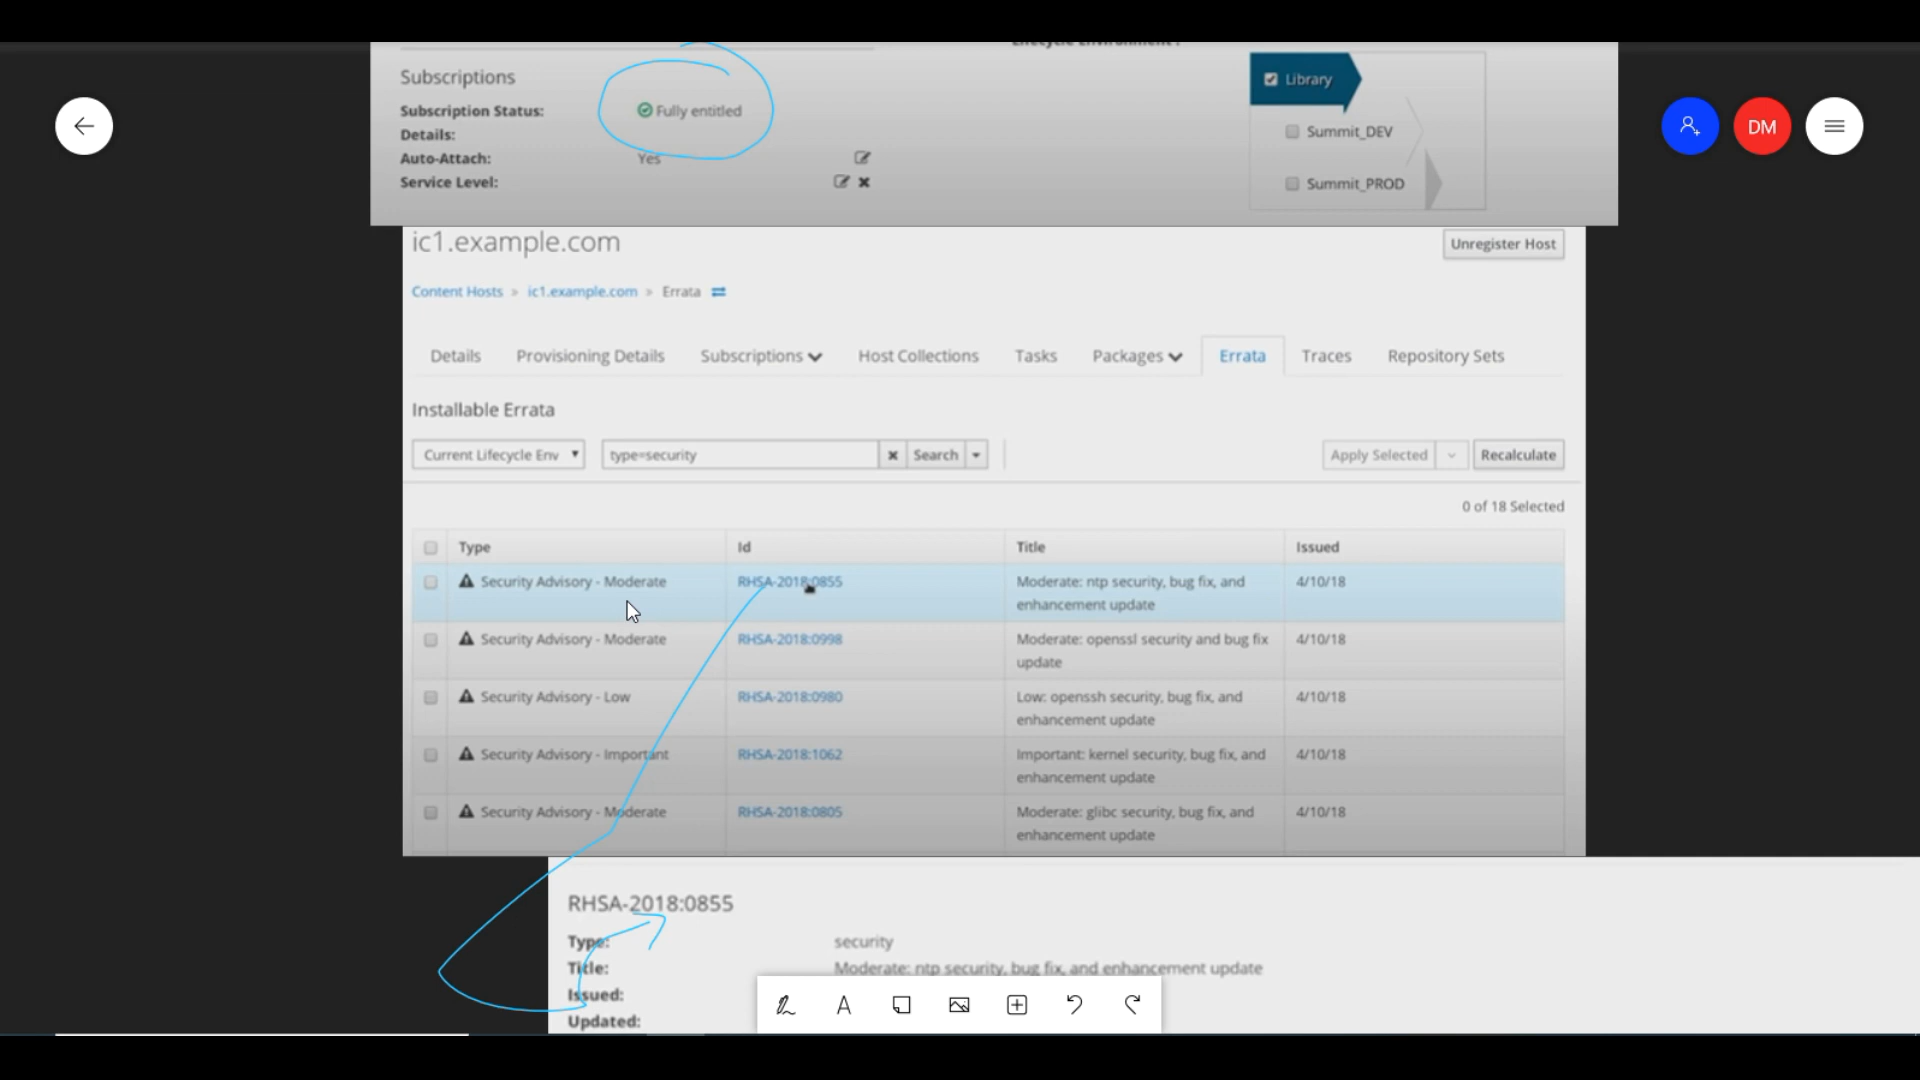 Lifecycle Environment :
Subscriptions
Subscription Status: Fully entitled
Details:
Auto-Attach: Yes
Service Level:
Library
Summit_DEV
Summit_PROD
DM
ic1.example.com
Unregister Host
Content Hosts > ic1.example.com > Errata
Details Provisioning Details Subscriptions Host Collections Tasks Packages Errata Traces Repository Sets
Installable Errata
Current Lifecycle Env type=security Search Apply Selected Recalculate
0 of 18 Selected
Type Id Title Issued
Security Advisory - Moderate RHSA-2018:0855 Moderate: ntp security, bug fix, and 4/10/18
enhancement update
Security Advisory - Moderate RHSA-2018:0998 Moderate: openssl security and bug fix 4/10/18
update
Security Advisory - Low RHSA-2018:0980 Low: openssh security, bug fix, and 4/10/18
enhancement update
Security Advisory - Important RHSA-2018:1062 Important: kernel security, bug fix, and 4/10/18
enhancement update
Security Advisory - Moderate RHSA-2018:0805 Moderate: glibc security, bug fix, and 4/10/18
enhancement update
RHSA-2018:0855
Type: security
Title: Moderate: ntp security, bug fix, and enhancement update
Issued:
Updated:
A